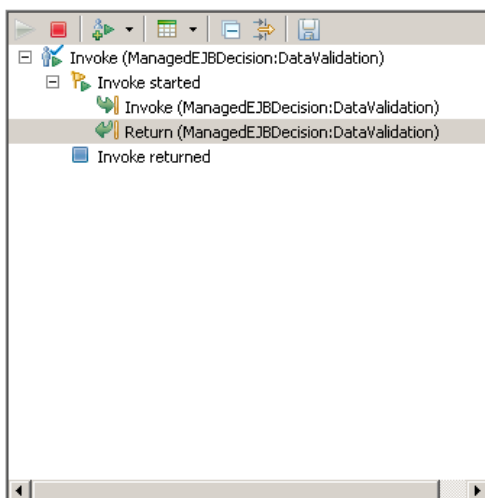 Invoke (ManagedEJBDecision:DataValidation)
Invoke started
Invoke (ManagedEJBDecision:DataValidation)
Return (ManagedEJBDecision:DataValidation)
Invoke returned